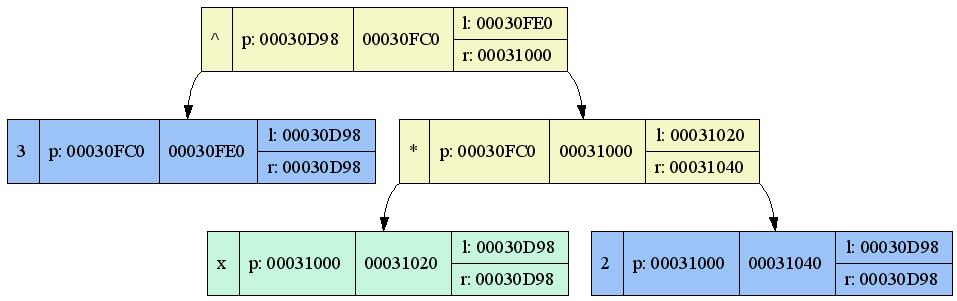 ^ p: 00030D98 00030FC0 l: 00030FE0
r: 00031000
3 p: 00030FC0 00030FE0 l: 00030D98
r: 00030D98
* p: 00030FC0 00031000 l: 00031020
r: 00031040
x p: 00031000 00031020 l: 00030D98
r: 00030D98
2 p: 00031000 00031040 l: 00030D98
r: 00030D98